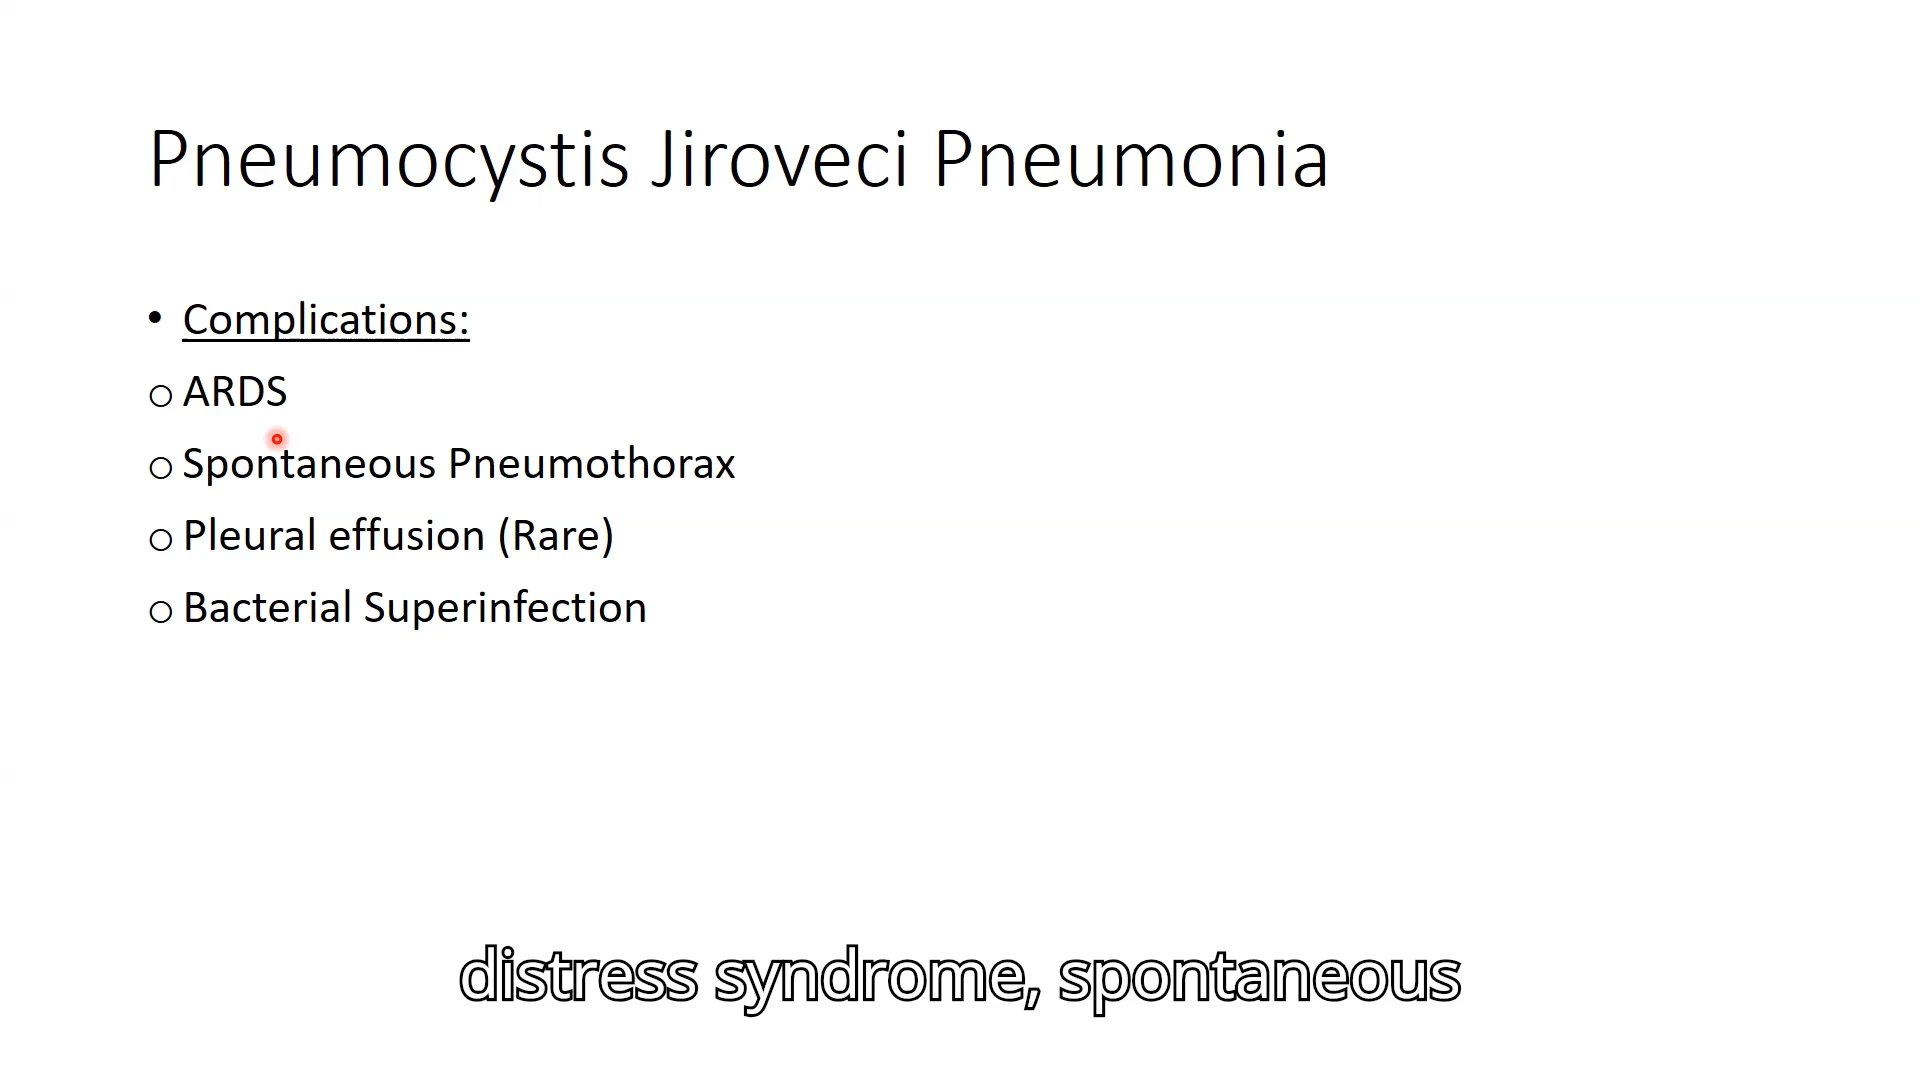 Pneumocystis Jiroveci Pneumonia
• Complications:
o ARDS
o Spontaneous Pneumothorax
o Pleural effusion (Rare)
o Bacterial Superinfection
distress syndrome, spontaneous